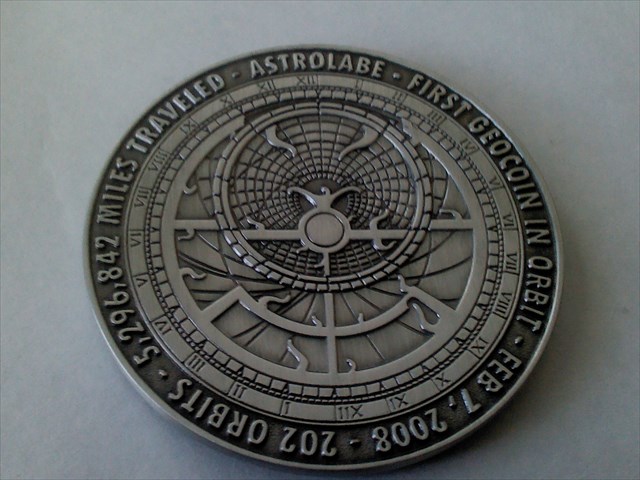 ASTROLABE • FIRST GEOCOIN IN ORBIT • FEB 7, 2008 • 202 ORBITS • 5,296,842 MILES TRAVELED •